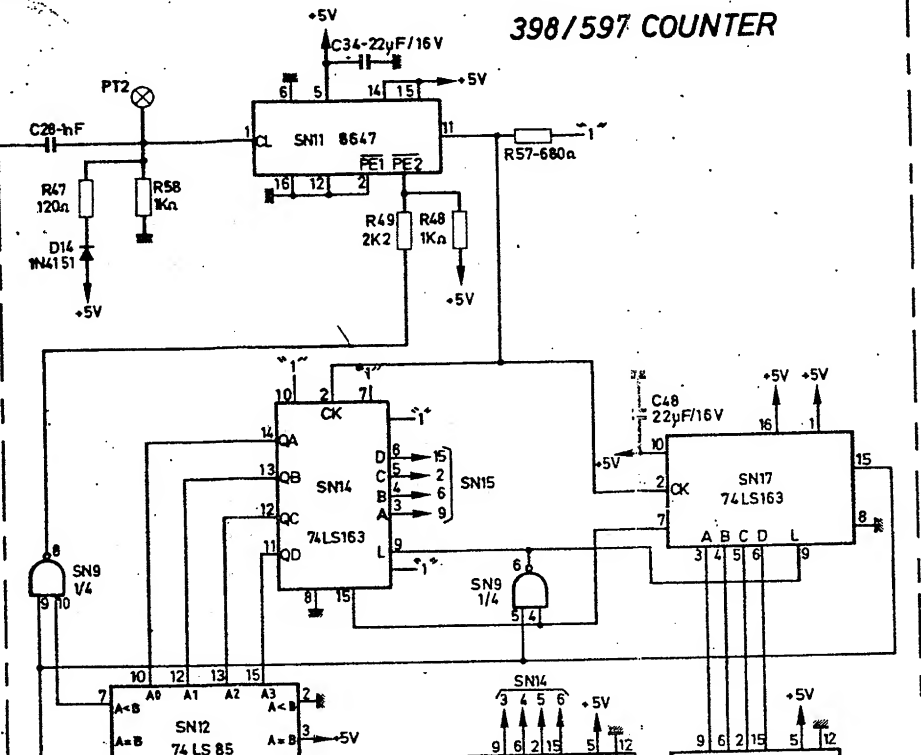 398/597 COUNTER
+5V
C34-22µF/16V
PT2
6
5
14
15
+5V
C28-1nF
1
CL
SN11 8647
11
"1"
R57-680Ω
PE1 PE2
16
12
2
R47
120Ω
R58
1KΩ
R49
2K2
R48
1KΩ
D14
1N4151
+5V
+5V
"1"
"1"
10
2
7
CK
"1"
14
QA
13
QB
12
QC
11
QD
SN14
74LS163
D
6
15
C
5
2
B
4
6
A
3
9
SN15
L
9
"1"
8
15
+5V
+5V
C48
22µF/16V
16
1
10
+5V
15
2
CK
SN17
74LS163
7
8
A B C D L
3
4
5
6
9
8
SN9
1/4
9
10
6
SN9
1/4
5
4
10
12
13
15
7
A<B
A0
A1
A2
A3
2
A<B
SN12
A=B
74LS85
A=B
3
+5V
SN14
3 4 5 6
+5V
9
6
2
15
5
12
+5V
9
6
2
15
5
12